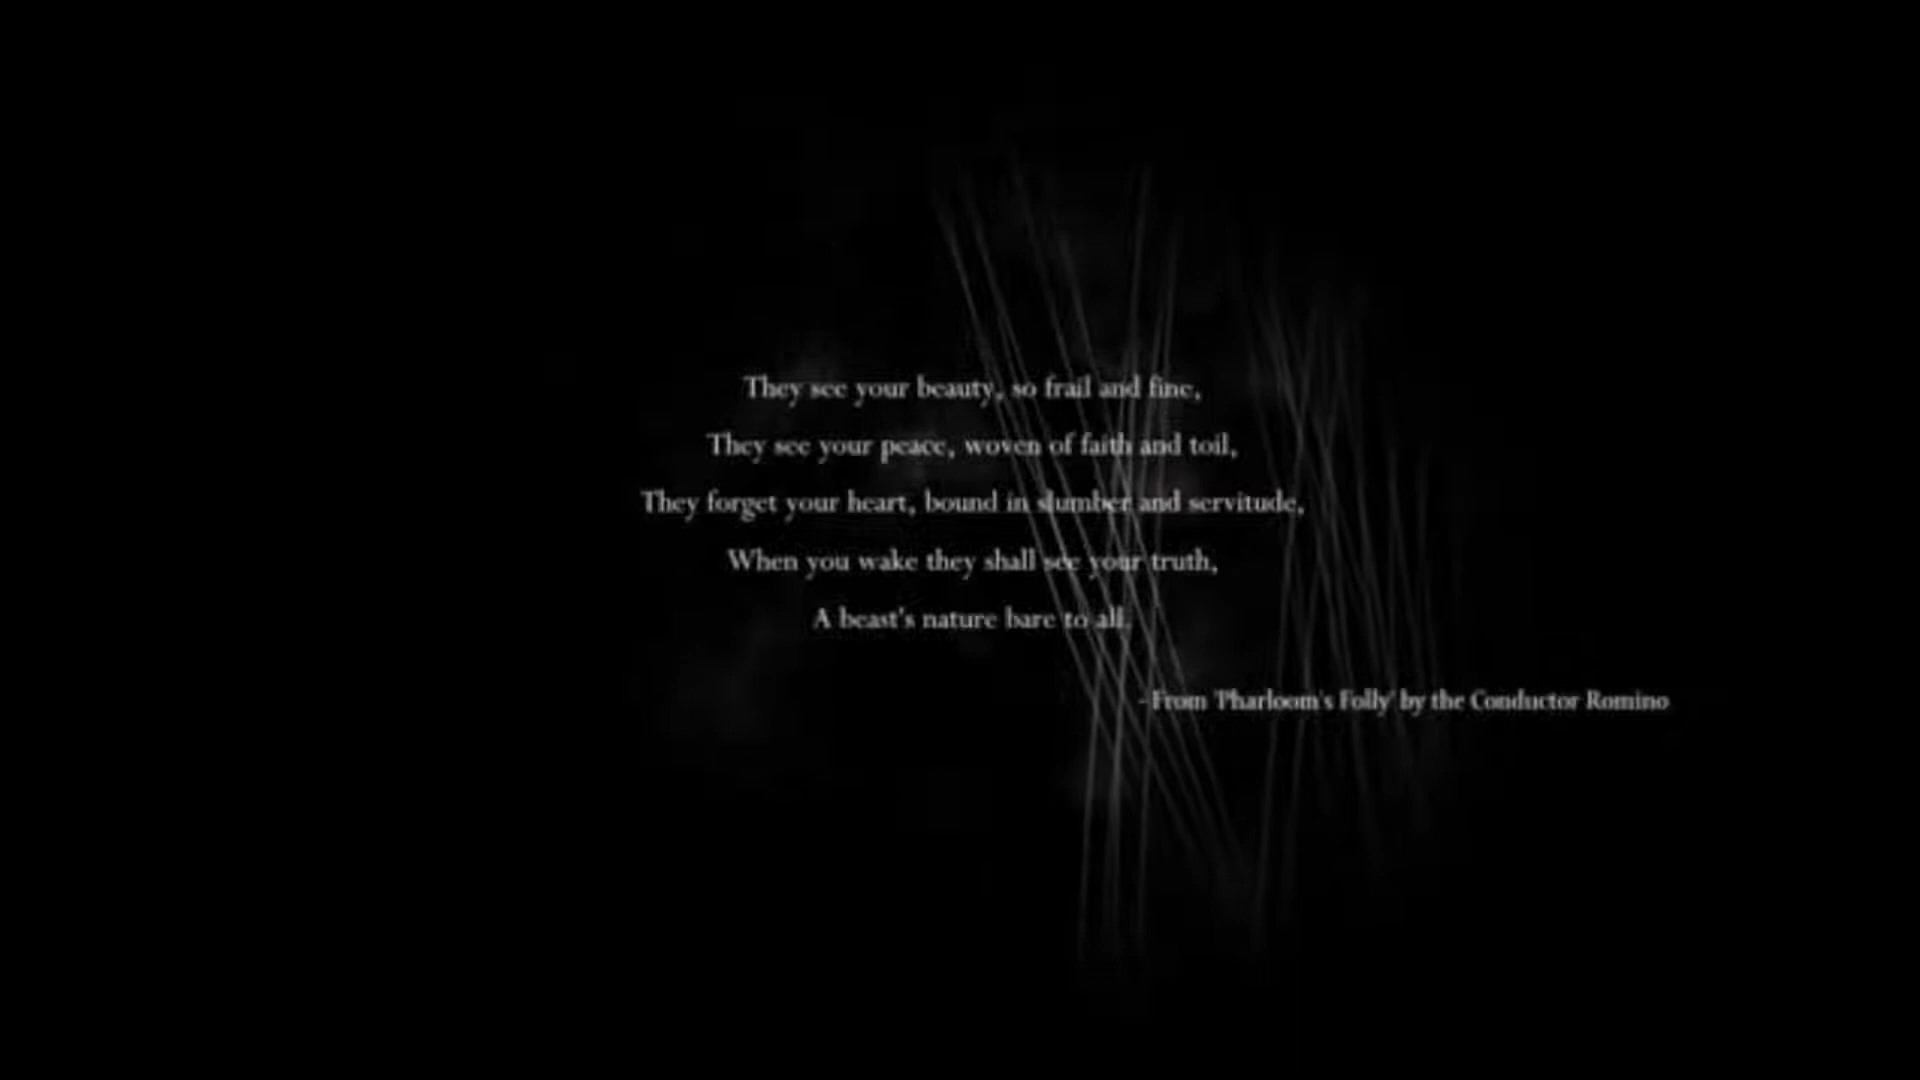 They see your beauty, so frail and fine,
They see your peace, woven of faith and toil,
They forget your heart, bound in slumber and servitude,
When you wake they shall see your truth,
A beast's nature bare to all.
- From 'Pharloom's Folly' by the Conductor Romino